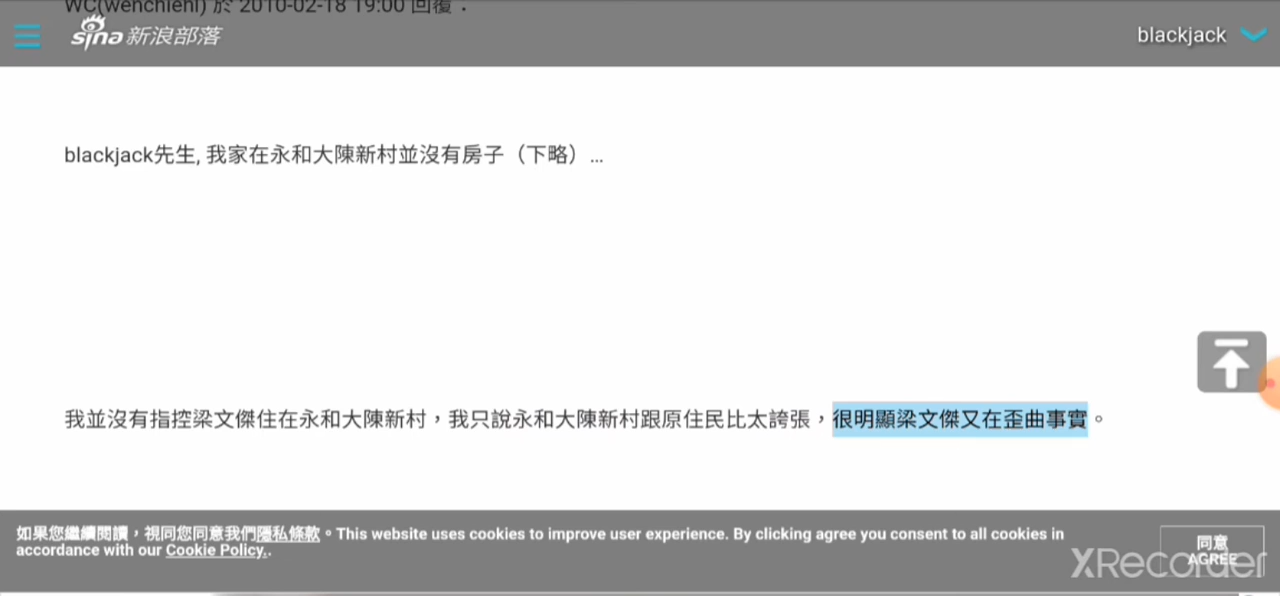 WC(wenchieh) 於 2010-02-18 19:00 回覆：
sina 新浪部落
blackjack
blackjack先生, 我家在永和大陳新村並沒有房子（下略）...
我並沒有指控梁文傑住在永和大陳新村，我只說永和大陳新村跟原住民比太誇張，很明顯梁文傑又在歪曲事實。
如果您繼續閱讀，視同您同意我們隱私條款。This website uses cookies to improve user experience. By clicking agree you consent to all cookies in
accordance with our Cookie Policy..
同意
AGREE
XRecorder